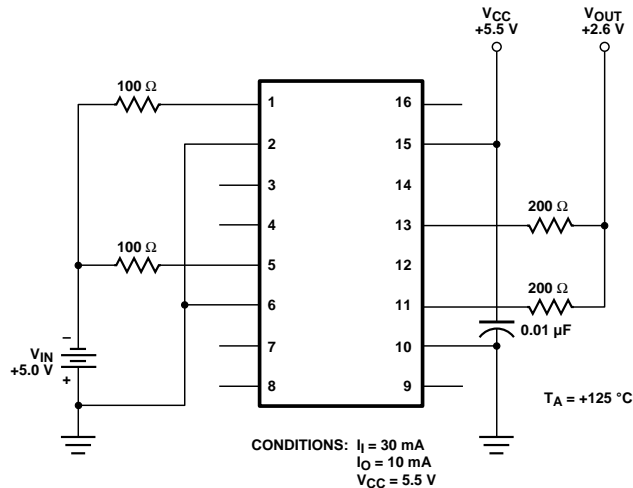 V_CC
+5.5 V
V_OUT
+2.6 V
100 Ω
1
2
3
4
100 Ω
5
6
7
8
16
15
14
13
12
11
10
9
200 Ω
200 Ω
0.01 µF
–
V_IN
+5.0 V
+
T_A = +125 °C
CONDITIONS: I_I = 30 mA
I_O = 10 mA
V_CC = 5.5 V